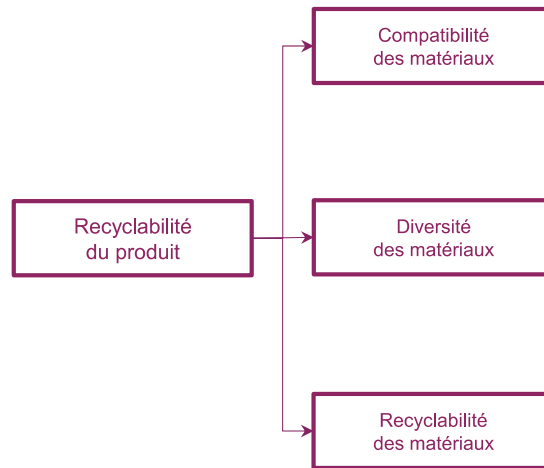 Compatibilité
des matériaux
Recyclabilité
du produit
Diversité
des matériaux
Recyclabilité
des matériaux